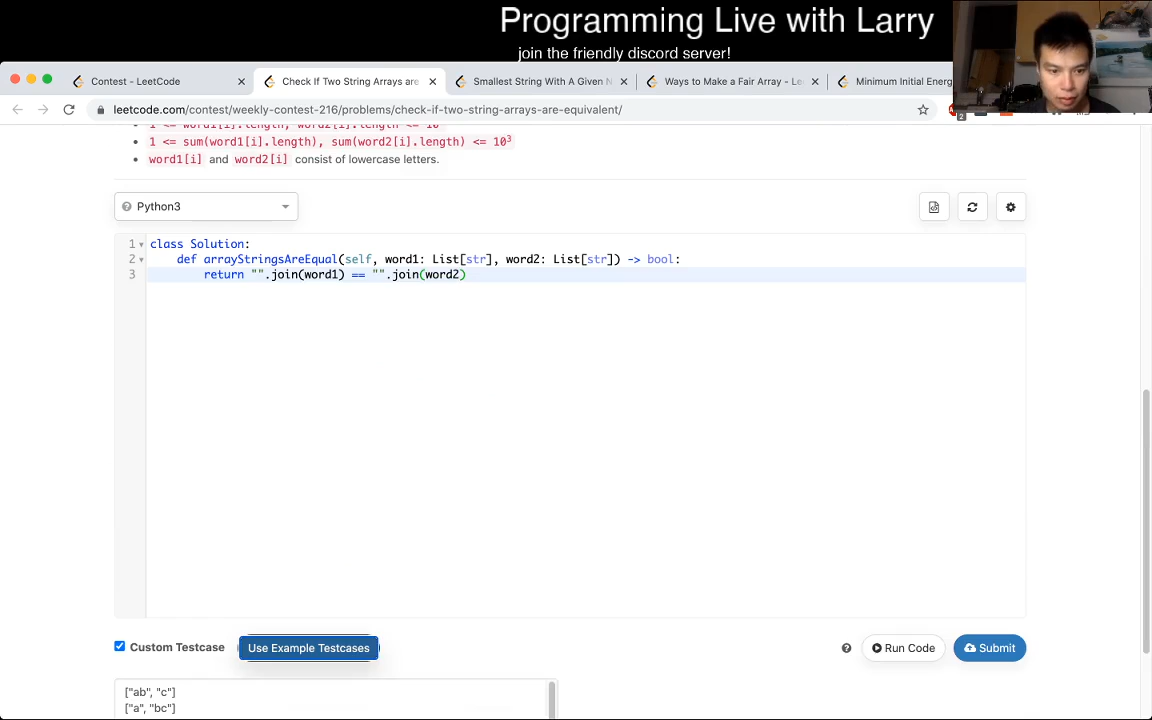 Programming Live with Larry
join the friendly discord server!
Contest - LeetCode
Check If Two String Arrays are
Smallest String With A Given N
Ways to Make a Fair Array - Le
Minimum Initial Energ
leetcode.com/contest/weekly-contest-216/problems/check-if-two-string-arrays-are-equivalent/
2
1 <= sum(word1[i].length), sum(word2[i].length) <= 10³
word1[i] and word2[i] consist of lowercase letters.
Python3
1 class Solution:
2 def arrayStringsAreEqual(self, word1: List[str], word2: List[str]) -> bool:
3 return "".join(word1) == "".join(word2)
Custom Testcase
Use Example Testcases
Run Code
Submit
["ab", "c"]
["a", "bc"]